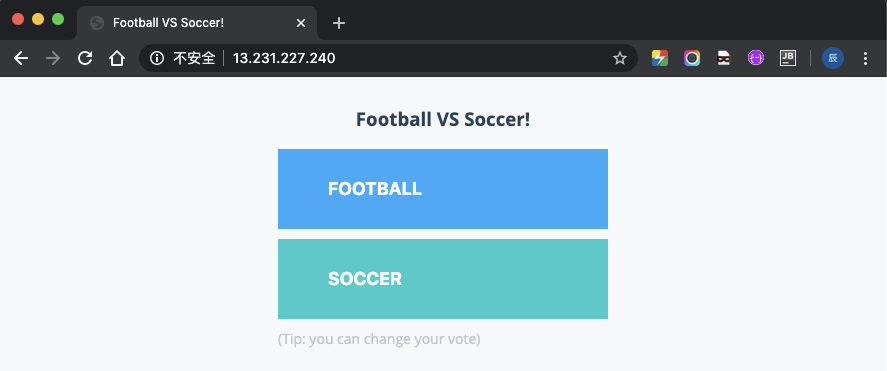 Football VS Soccer!
不安全 13.231.227.240
JB
辰
Football VS Soccer!
FOOTBALL
SOCCER
(Tip: you can change your vote)